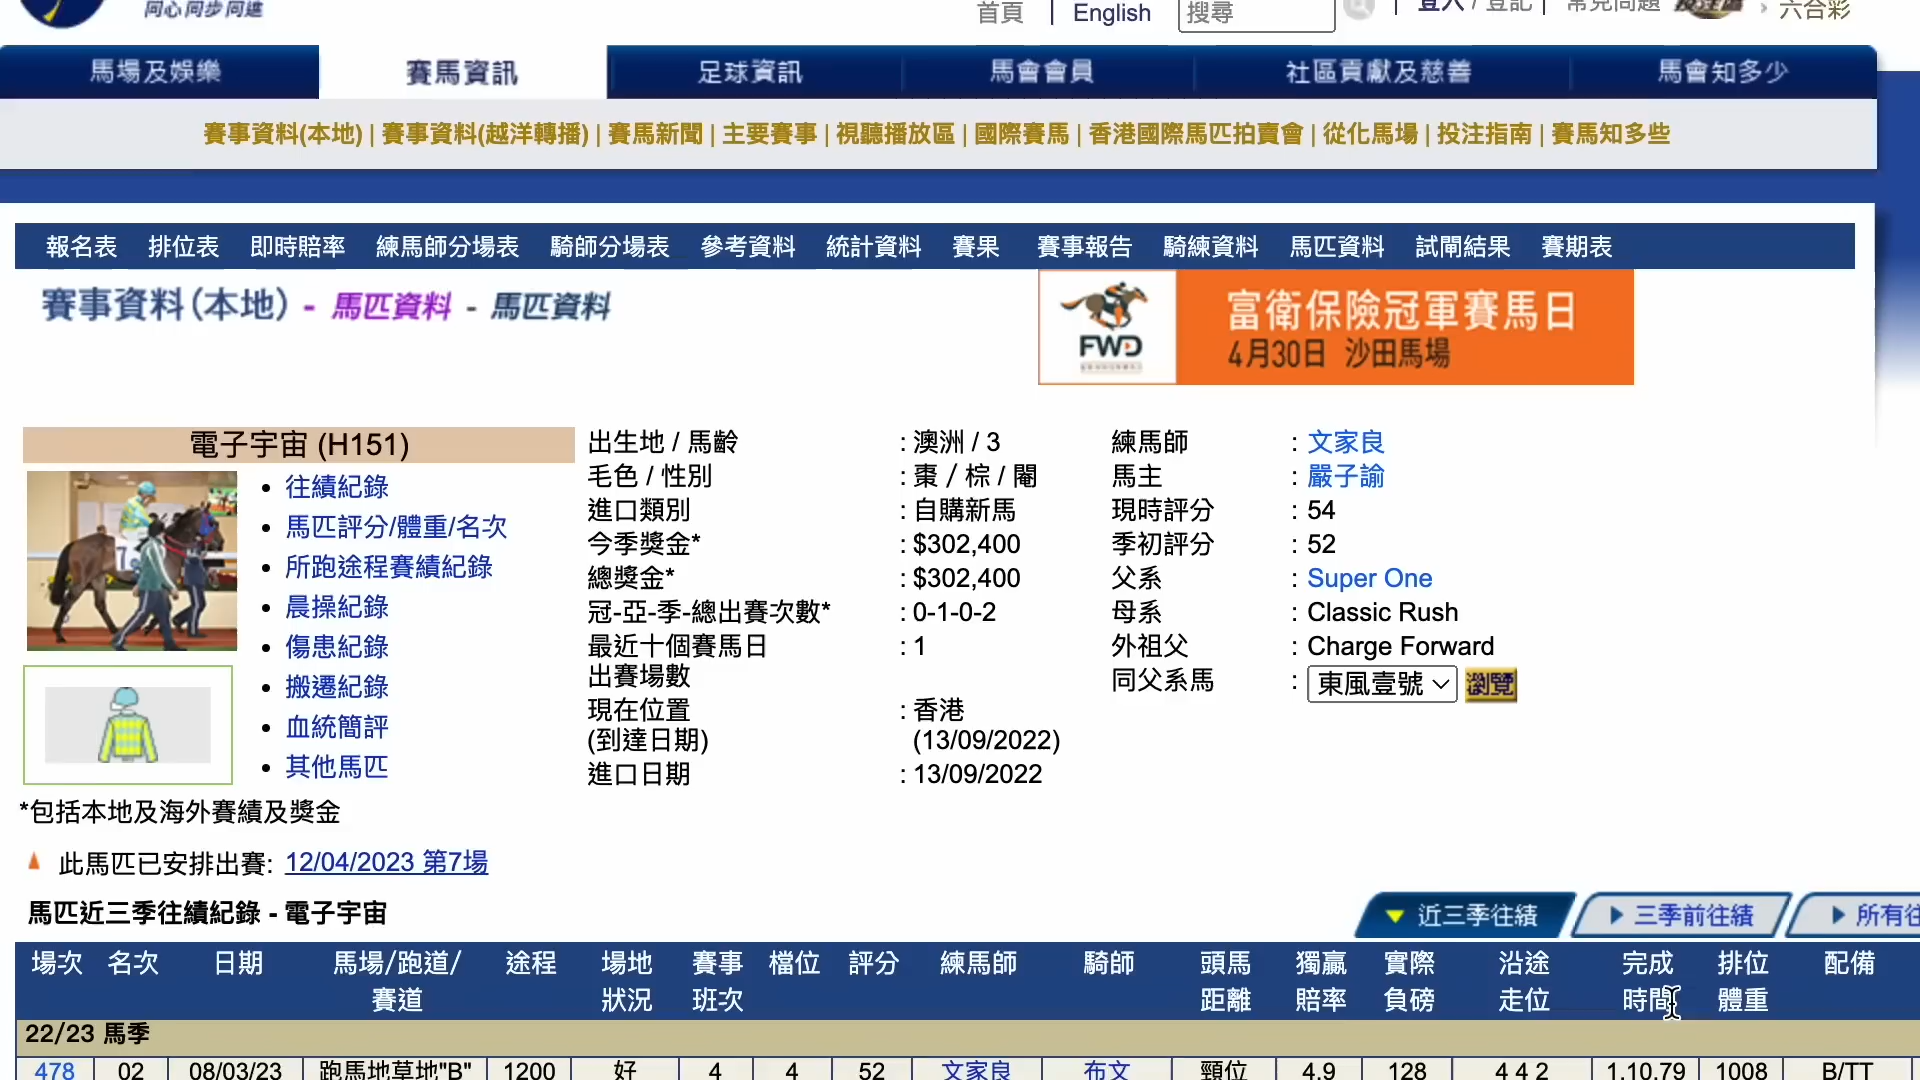 同心同步同進
首頁 | English 搜尋 | 登入 / 登記 | 常見問題 投注區 › 六合彩
馬場及娛樂 賽馬資訊 足球資訊 馬會會員 社區貢獻及慈善 馬會知多少
賽事資料(本地) | 賽事資料(越洋轉播) | 賽馬新聞 | 主要賽事 | 視聽播放區 | 國際賽馬 | 香港國際馬匹拍賣會 | 從化馬場 | 投注指南 | 賽馬知多些
報名表 排位表 即時賠率 練馬師分場表 騎師分場表 參考資料 統計資料 賽果 賽事報告 騎練資料 馬匹資料 試閘結果 賽期表
賽事資料(本地) - 馬匹資料 - 馬匹資料
FWD
富衛保險冠軍賽馬日
4月30日 沙田馬場
電子宇宙 (H151)
• 往績紀錄
• 馬匹評分/體重/名次
• 所跑途程賽績紀錄
• 晨操紀錄
• 傷患紀錄
• 搬遷紀錄
• 血統簡評
• 其他馬匹
出生地 / 馬齡 : 澳洲 / 3
毛色 / 性別 : 棗 / 棕 / 閹
進口類別 : 自購新馬
今季獎金* : $302,400
總獎金* : $302,400
冠-亞-季-總出賽次數* : 0-1-0-2
最近十個賽馬日 : 1
出賽場數
現在位置 : 香港
(到達日期) (13/09/2022)
進口日期 : 13/09/2022
練馬師 : 文家良
馬主 : 嚴子諭
現時評分 : 54
季初評分 : 52
父系 : Super One
母系 : Classic Rush
外祖父 : Charge Forward
同父系馬 : 東風壹號 瀏覽
*包括本地及海外賽績及獎金
此馬匹已安排出賽: 12/04/2023 第7場
馬匹近三季往績紀錄 - 電子宇宙
近三季往績 三季前往績 所有往
場次 名次 日期 馬場/跑道/ 途程 場地 賽事 檔位 評分 練馬師 騎師 頭馬 獨贏 實際 沿途 完成 排位 配備
賽道 狀況 班次 距離 賠率 負磅 走位 時間 體重
22/23 馬季
478 02 08/03/23 跑馬地草地"B" 1200 好 4 4 52 文家良 布文 頸位 4.9 128 4 4 2 1.10.79 1008 B/TT